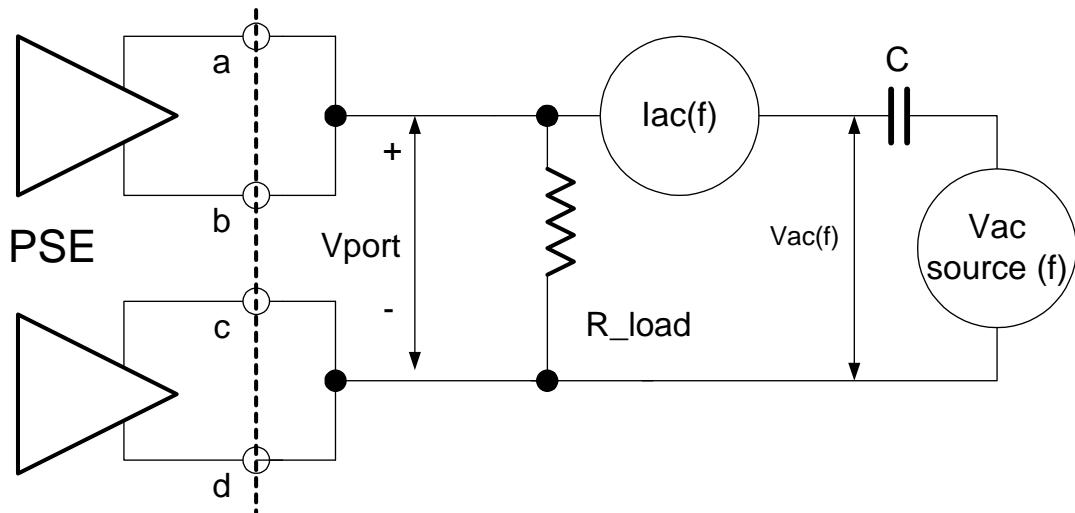 a
b
PSE
c
d
+
Vport
-
R_load
Iac(f)
Vac(f)
C
Vac
source (f)